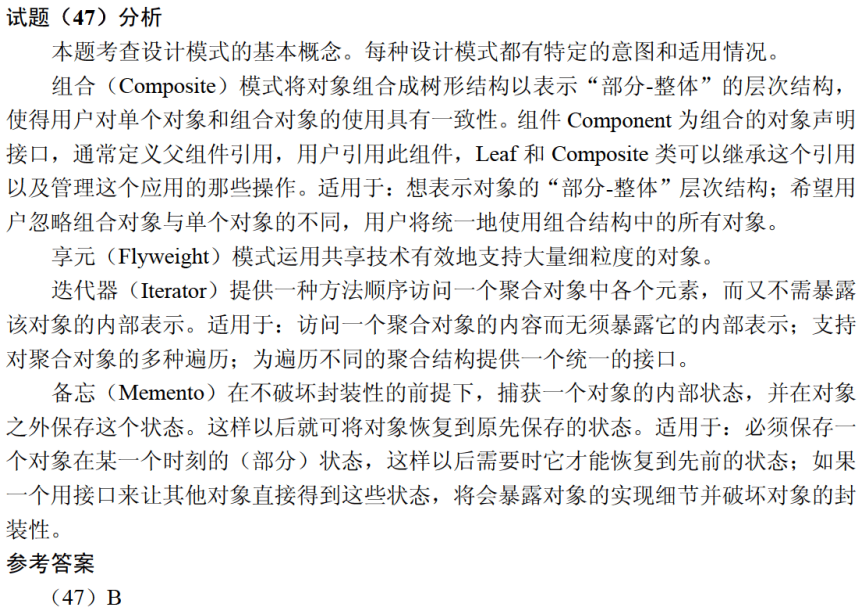 试题（47）分析
本题考查设计模式的基本概念。每种设计模式都有特定的意图和适用情况。
组合（Composite）模式将对象组合成树形结构以表示“部分-整体”的层次结构，
使得用户对单个对象和组合对象的使用具有一致性。组件 Component 为组合的对象声明
接口，通常定义父组件引用，用户引用此组件，Leaf 和 Composite 类可以继承这个引用
以及管理这个应用的那些操作。适用于：想表示对象的“部分-整体”层次结构；希望用
户忽略组合对象与单个对象的不同，用户将统一地使用组合结构中的所有对象。
享元（Flyweight）模式运用共享技术有效地支持大量细粒度的对象。
迭代器（Iterator）提供一种方法顺序访问一个聚合对象中各个元素，而又不需暴露
该对象的内部表示。适用于：访问一个聚合对象的内容而无须暴露它的内部表示；支持
对聚合对象的多种遍历；为遍历不同的聚合结构提供一个统一的接口。
备忘（Memento）在不破坏封装性的前提下，捕获一个对象的内部状态，并在对象
之外保存这个状态。这样以后就可将对象恢复到原先保存的状态。适用于：必须保存一
个对象在某一个时刻的（部分）状态，这样以后需要时它才能恢复到先前的状态；如果
一个用接口来让其他对象直接得到这些状态，将会暴露对象的实现细节并破坏对象的封
装性。
参考答案
（47）B